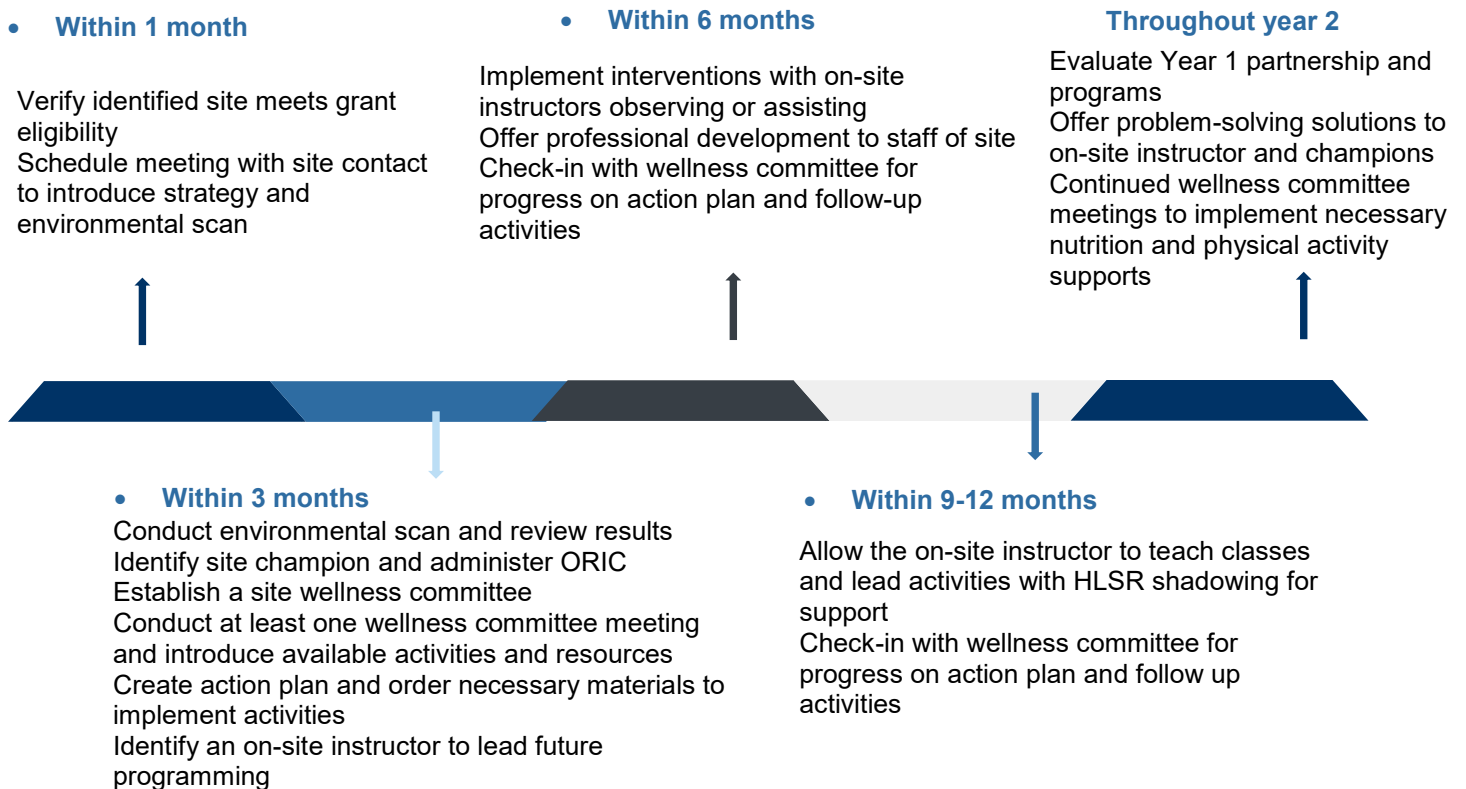 • Within 1 month
Verify identified site meets grant
eligibility
Schedule meeting with site contact
to introduce strategy and
environmental scan
• Within 6 months
Implement interventions with on-site
instructors observing or assisting
Offer professional development to staff of site
Check-in with wellness committee for
progress on action plan and follow-up
activities
Throughout year 2
Evaluate Year 1 partnership and
programs
Offer problem-solving solutions to
on-site instructor and champions
Continued wellness committee
meetings to implement necessary
nutrition and physical activity
supports
• Within 3 months
Conduct environmental scan and review results
Identify site champion and administer ORIC
Establish a site wellness committee
Conduct at least one wellness committee meeting
and introduce available activities and resources
Create action plan and order necessary materials to
implement activities
Identify an on-site instructor to lead future
programming
• Within 9-12 months
Allow the on-site instructor to teach classes
and lead activities with HLSR shadowing for
support
Check-in with wellness committee for
progress on action plan and follow up
activities